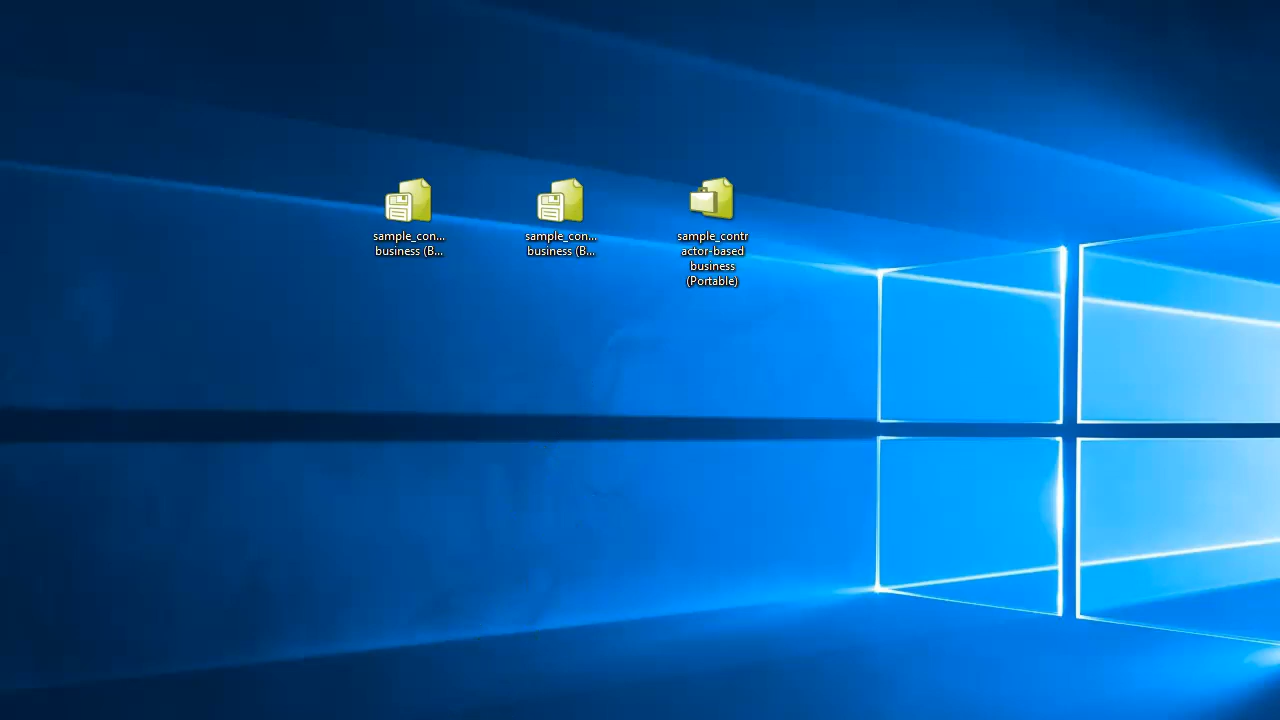 sample_con...
business (B...
sample_con...
business (B...
sample_contr
actor-based
business
(Portable)